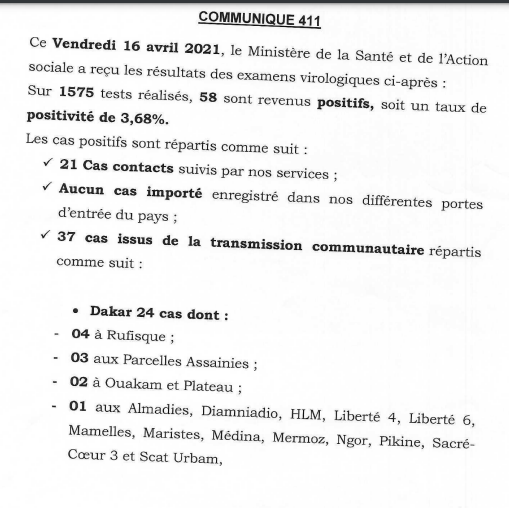 COMMUNIQUE 411
Ce Vendredi 16 avril 2021, le Ministère de la Santé et de l'Action
sociale a reçu les résultats des examens virologiques ci-après :
Sur 1575 tests réalisés, 58 sont revenus positifs, soit un taux de
positivité de 3,68%.
Les cas positifs sont répartis comme suit :
✓ 21 Cas contacts suivis par nos services ;
✓ Aucun cas importé enregistré dans nos différentes portes
d'entrée du pays ;
✓ 37 cas issus de la transmission communautaire répartis
comme suit :
• Dakar 24 cas dont :
- 04 à Rufisque ;
- 03 aux Parcelles Assainies ;
- 02 à Ouakam et Plateau ;
- 01 aux Almadies, Diamniadio, HLM, Liberté 4, Liberté 6,
Mamelles, Maristes, Médina, Mermoz, Ngor, Pikine, Sacré-
Cœur 3 et Scat Urbam,